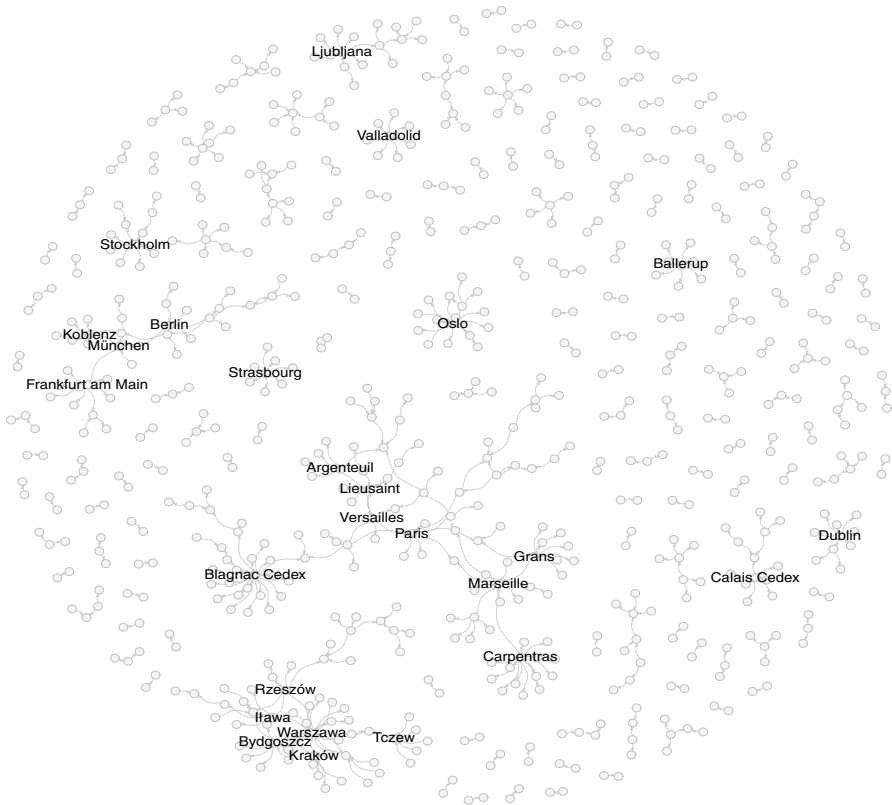 Ljubljana
Valladolid
Stockholm
Ballerup
Oslo
Berlin
Koblenz
München
Strasbourg
Frankfurt am Main
Argenteuil
Lieusaint
Versailles
Paris
Dublin
Grans
Blagnac Cedex
Calais Cedex
Marseille
Carpentras
Rzeszów
Iława
Warszawa
Tczew
Bydgoszcz
Kraków